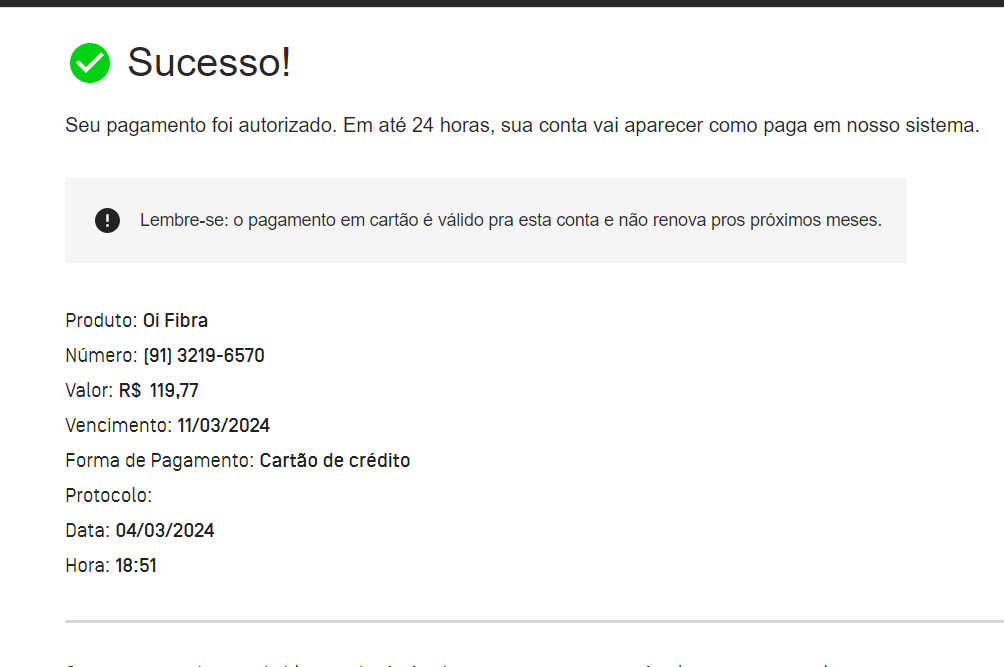 Sucesso!
Seu pagamento foi autorizado. Em até 24 horas, sua conta vai aparecer como paga em nosso sistema.
Lembre-se: o pagamento em cartão é válido pra esta conta e não renova pros próximos meses.
Produto: Oi Fibra
Número: (91) 3219-6570
Valor: R$ 119,77
Vencimento: 11/03/2024
Forma de Pagamento: Cartão de crédito
Protocolo:
Data: 04/03/2024
Hora: 18:51